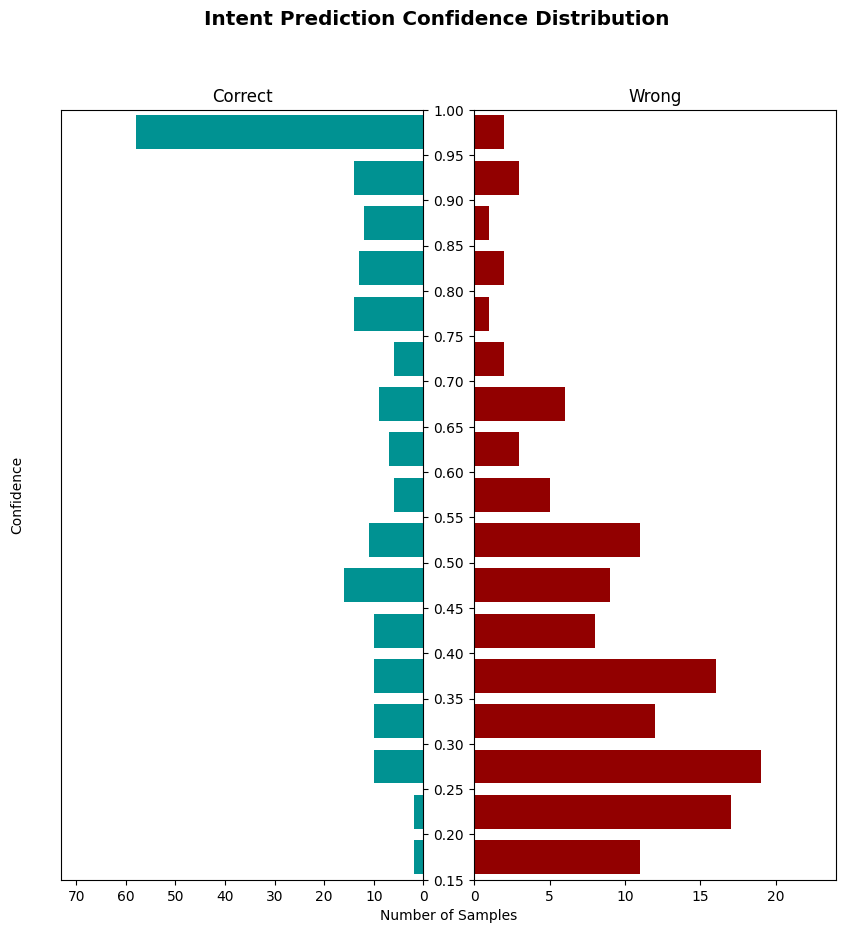 Intent Prediction Confidence Distribution
Correct
Wrong
Confidence
1.00
0.95
0.90
0.85
0.80
0.75
0.70
0.65
0.60
0.55
0.50
0.45
0.40
0.35
0.30
0.25
0.20
0.15
70 60 50 40 30 20 10 0
0 5 10 15 20
Number of Samples